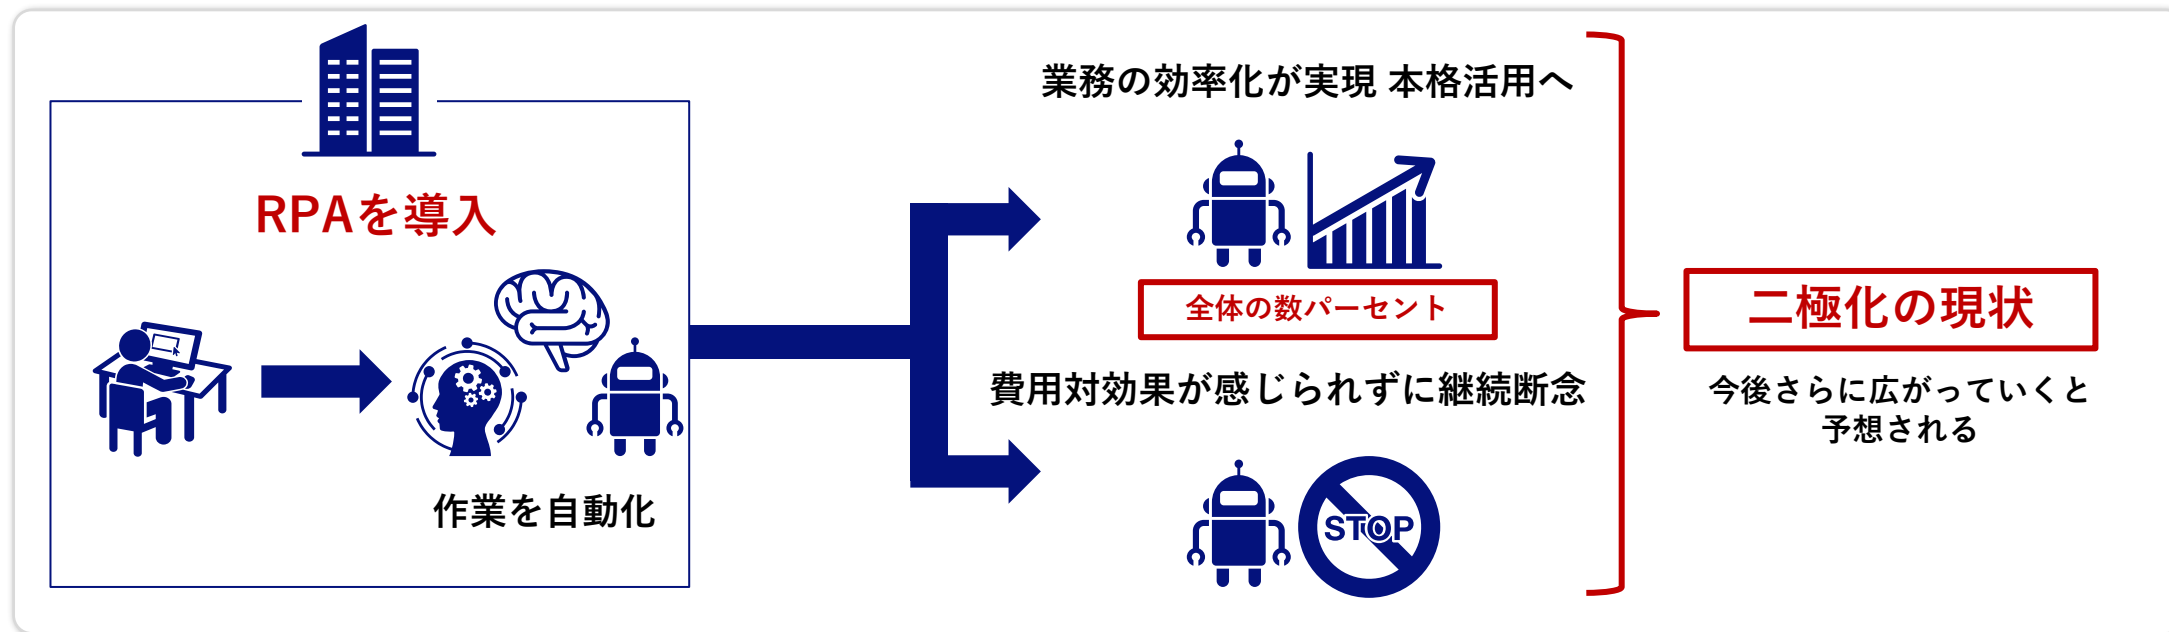 RPAを導入
作業を自動化
業務の効率化が実現 本格活用へ
全体の数パーセント
費用対効果が感じられずに継続断念
STOP
二極化の現状
今後さらに広がっていくと
予想される